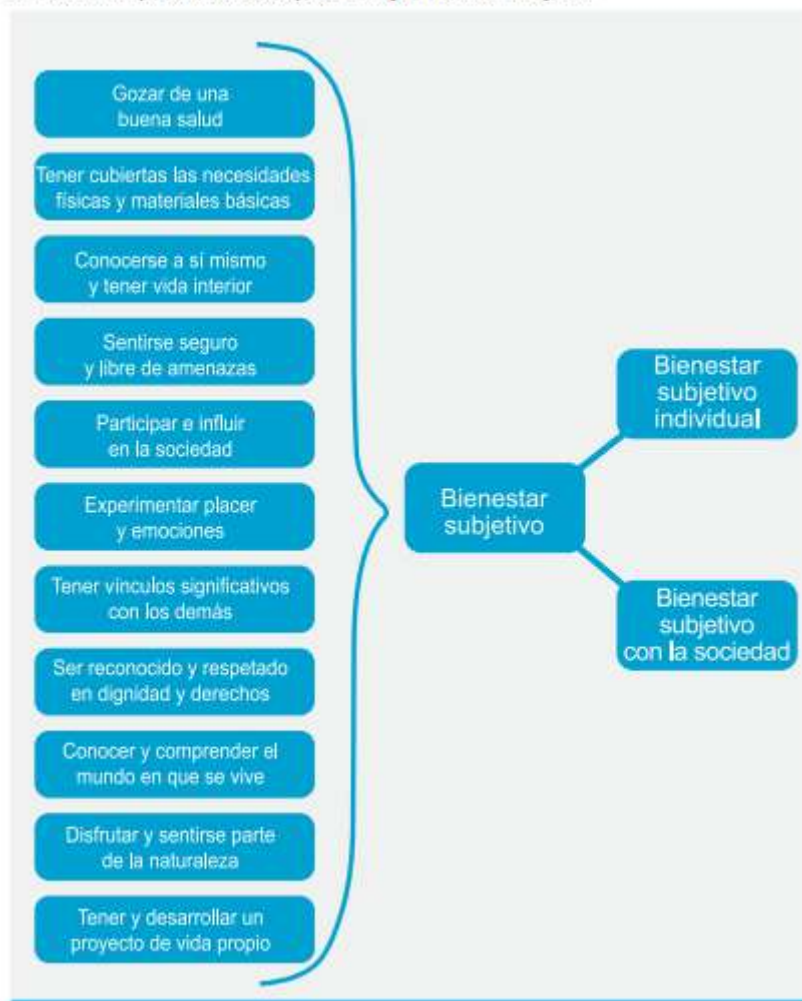 Gozar de una
buena salud
Tener cubiertas las necesidades
físicas y materiales básicas
Conocerse a sí mismo
y tener vida interior
Sentirse seguro
y libre de amenazas
Participar e influir
en la sociedad
Experimentar placer
y emociones
Tener vínculos significativos
con los demás
Ser reconocido y respetado
en dignidad y derechos
Conocer y comprender el
mundo en que se vive
Disfrutar y sentirse parte
de la naturaleza
Tener y desarrollar un
proyecto de vida propio
Bienestar
subjetivo
Bienestar
subjetivo
individual
Bienestar
subjetivo
con la sociedad